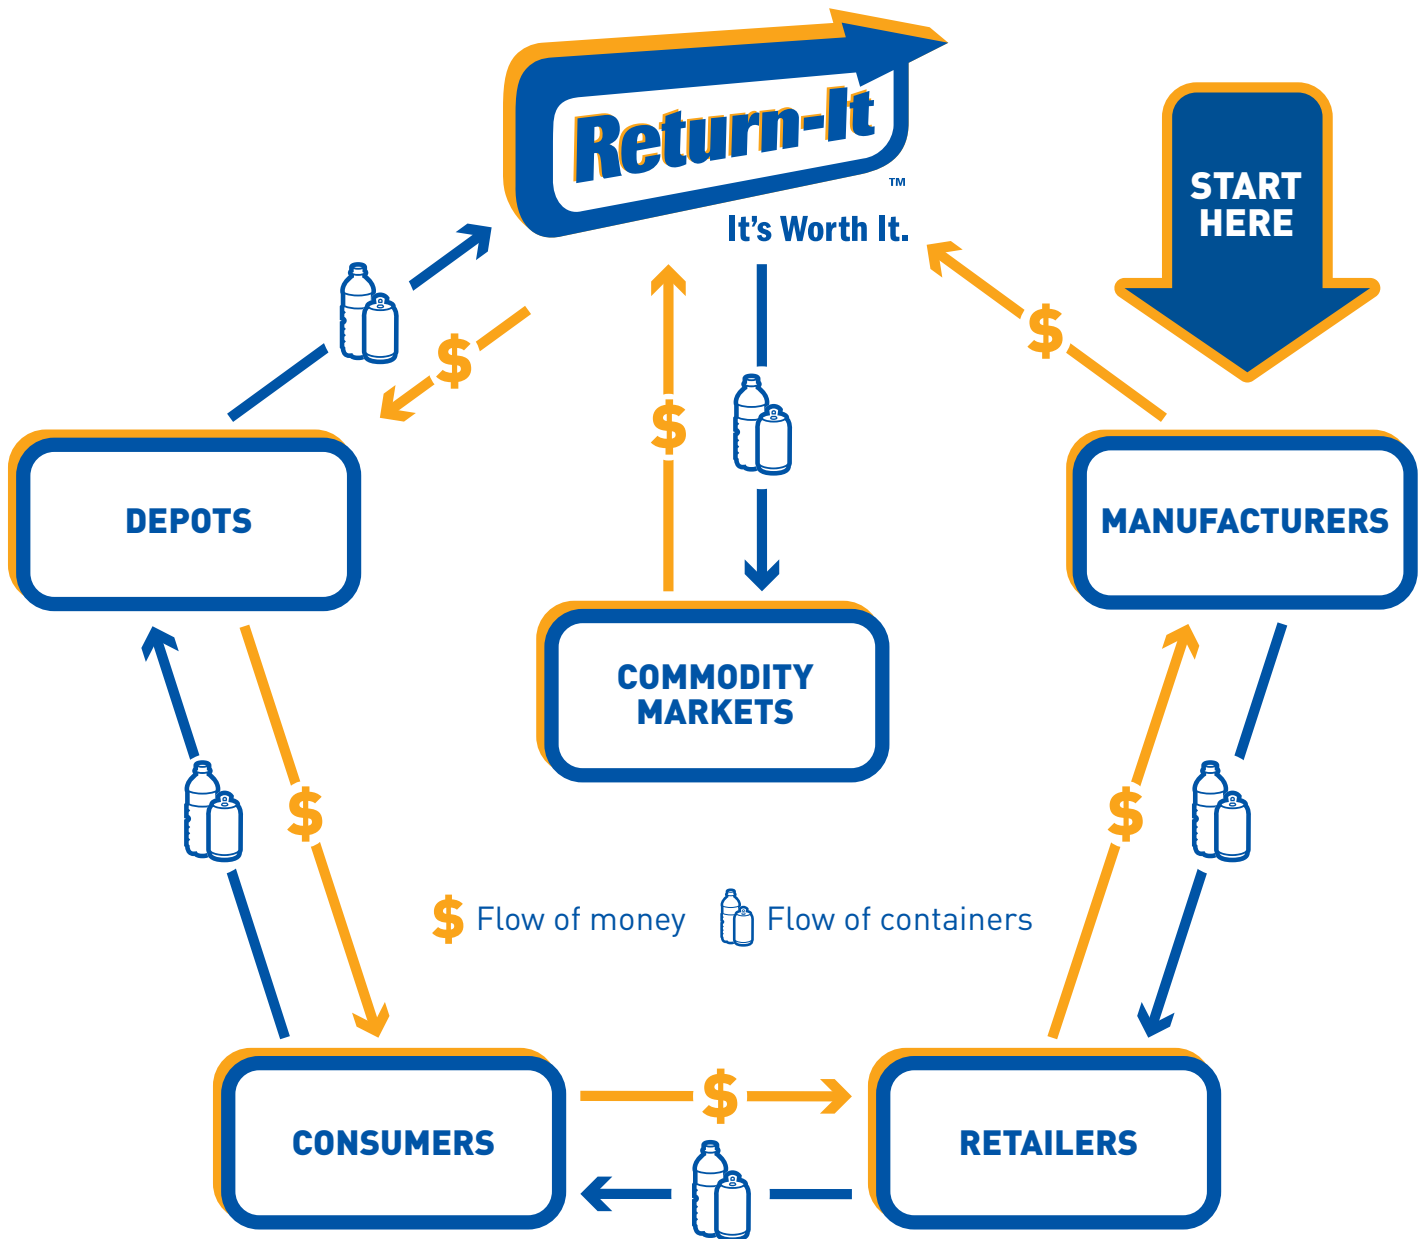 Return-It
™
It's Worth It.
START
HERE
$
$
$
$
DEPOTS
MANUFACTURERS
COMMODITY
MARKETS
$
$
$ Flow of money
Flow of containers
$
CONSUMERS
RETAILERS